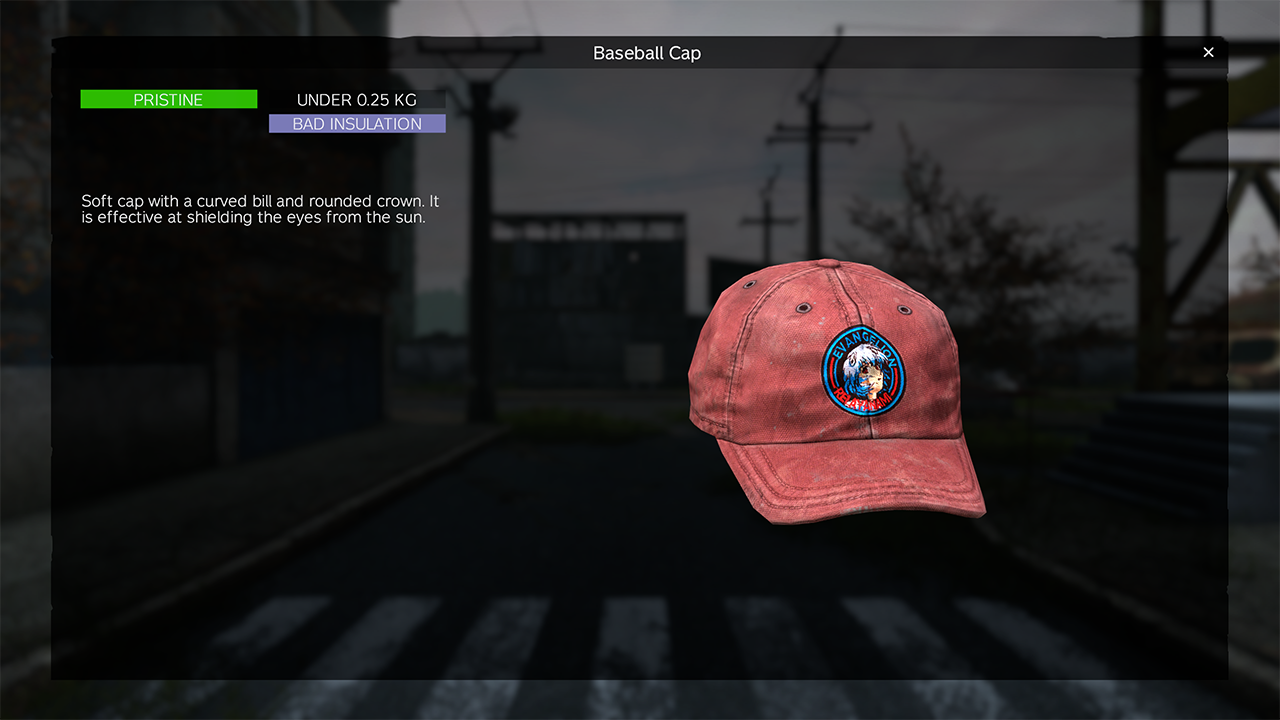 Baseball Cap
×
PRISTINE
UNDER 0.25 KG
BAD INSULATION
Soft cap with a curved bill and rounded crown. It
is effective at shielding the eyes from the sun.
EVANGELION